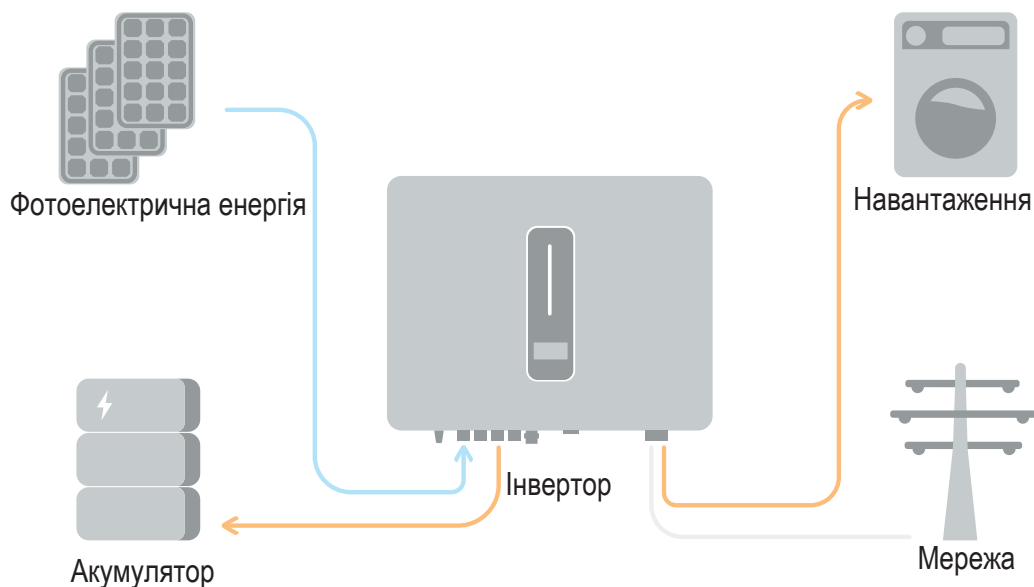 Фотоелектрична енергія
Навантаження
Інвертор
Акумулятор
Мережа